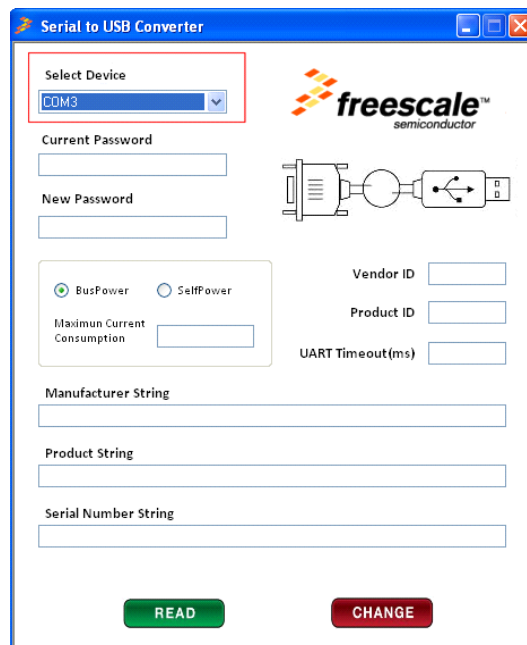 Serial to USB Converter
Select Device
COM3
freescale™
semiconductor
Current Password
New Password
BusPower
SelfPower
Maximun Current
Consumption
Vendor ID
Product ID
UART Timeout(ms)
Manufacturer String
Product String
Serial Number String
READ
CHANGE